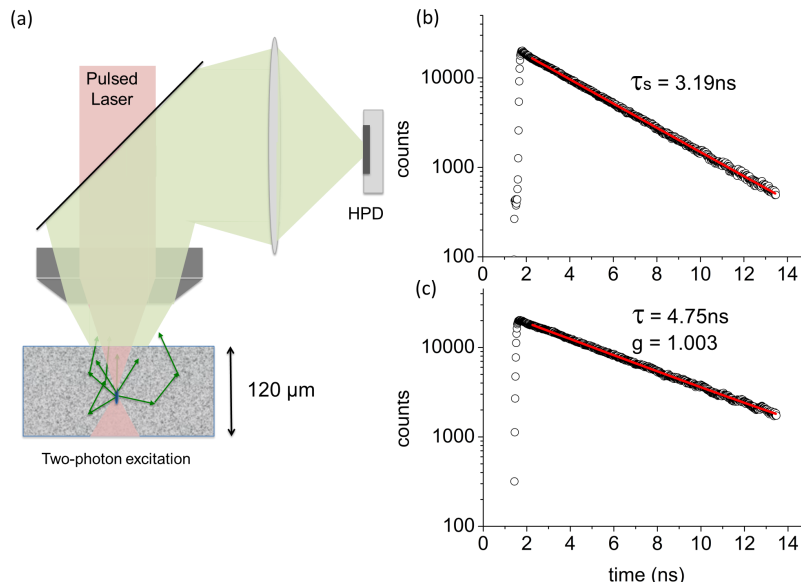 (a)
Pulsed
Laser
HPD
120 μm
Two-photon excitation
(b)
10000
1000
100
counts
τs = 3.19ns
0 2 4 6 8 10 12 14
(c)
10000
1000
100
counts
τ = 4.75ns
g = 1.003
0 2 4 6 8 10 12 14
time (ns)